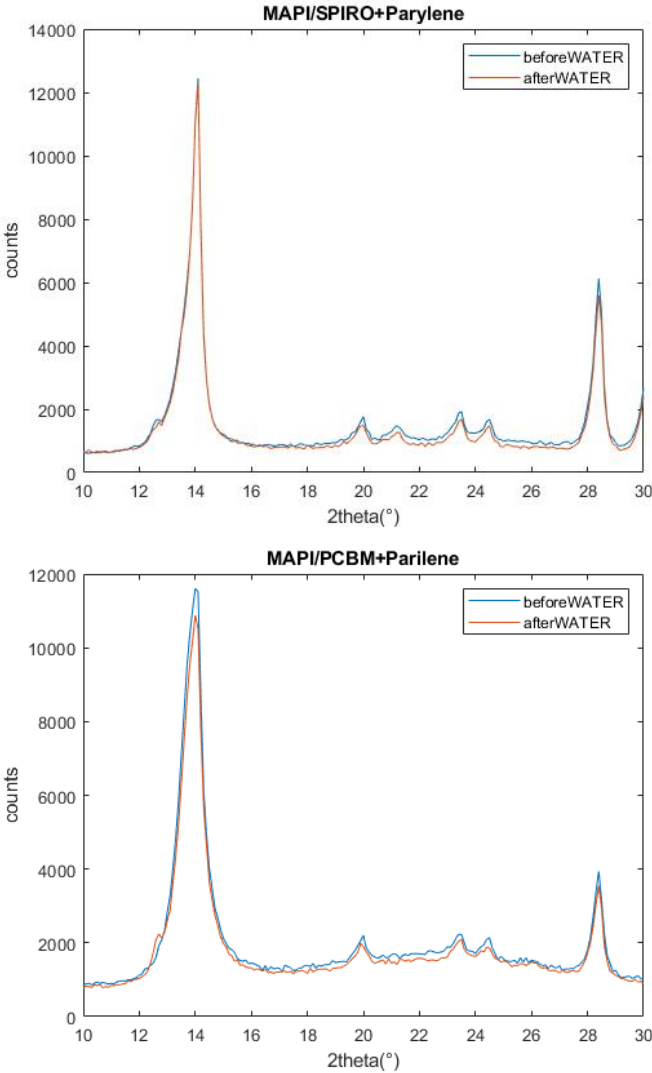 MAPI/SPIRO+Parylene
14000
12000
10000
8000
6000
4000
2000
0
counts
beforeWATER
afterWATER
10 12 14 16 18 20 22 24 26 28 30
2theta(°)
MAPI/PCBM+Parilene
12000
10000
8000
6000
4000
2000
0
counts
beforeWATER
afterWATER
10 12 14 16 18 20 22 24 26 28 30
2theta(°)